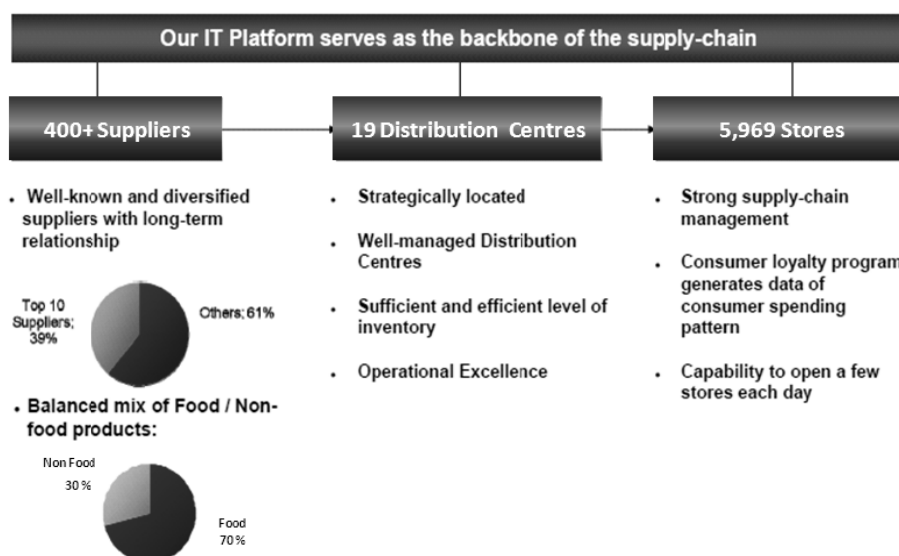 Our IT Platform serves as the backbone of the supply-chain
400+ Suppliers
19 Distribution Centres
5,969 Stores
• Well-known and diversified
suppliers with long-term
relationship
Top 10
Suppliers;
39%
Others; 61%
• Balanced mix of Food / Non-
food products:
Non Food
30 %
Food
70 %
• Strategically located
• Well-managed Distribution
Centres
• Sufficient and efficient level of
inventory
• Operational Excellence
• Strong supply-chain
management
• Consumer loyalty program
generates data of
consumer spending
pattern
• Capability to open a few
stores each day